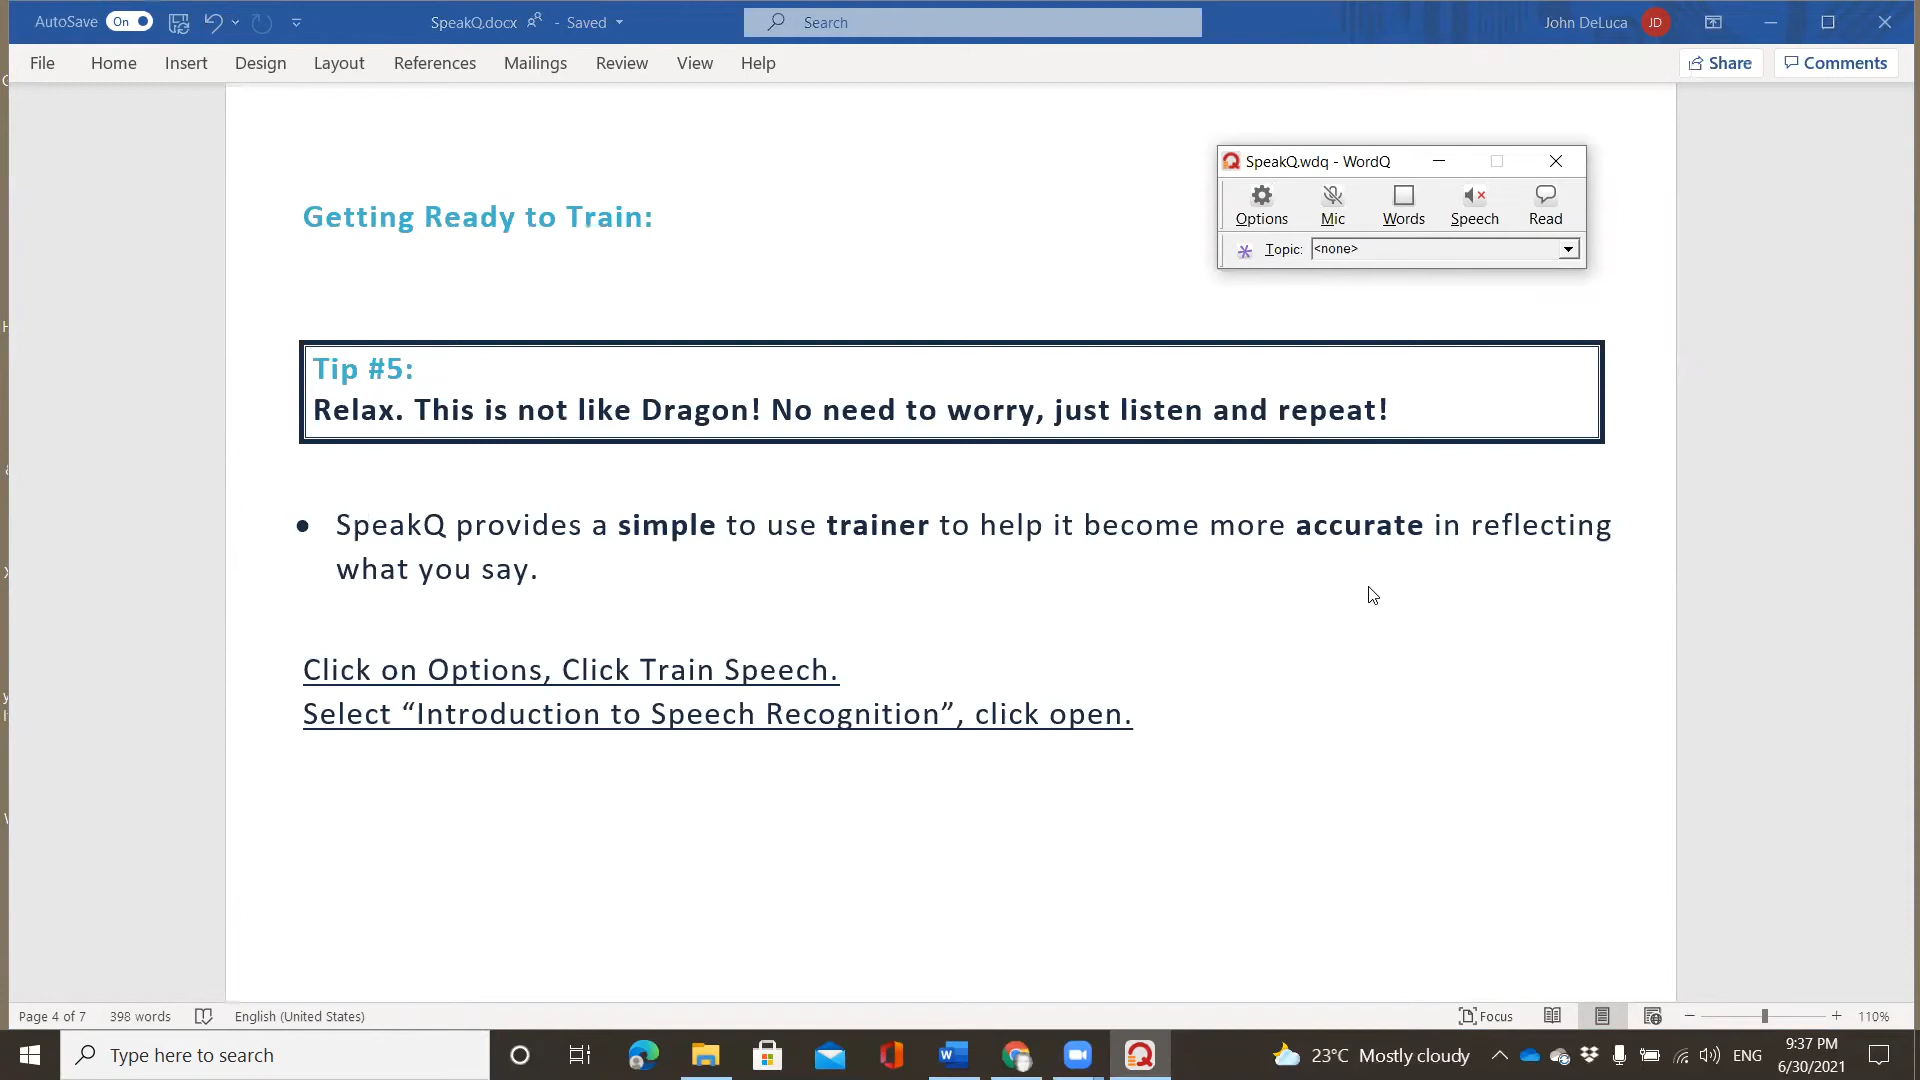 AutoSave On SpeakQ.docx - Saved Search John DeLuca JD
File Home Insert Design Layout References Mailings Review View Help Share Comments
SpeakQ.wdq - WordQ
Options Mic Words Speech Read
Topic: <none>
Getting Ready to Train:
Tip #5:
Relax. This is not like Dragon! No need to worry, just listen and repeat!
• SpeakQ provides a simple to use trainer to help it become more accurate in reflecting
what you say.
Click on Options, Click Train Speech.
Select “Introduction to Speech Recognition”, click open.
Page 4 of 7 398 words English (United States) Focus 110%
Type here to search 23°C Mostly cloudy ENG 9:37 PM
6/30/2021